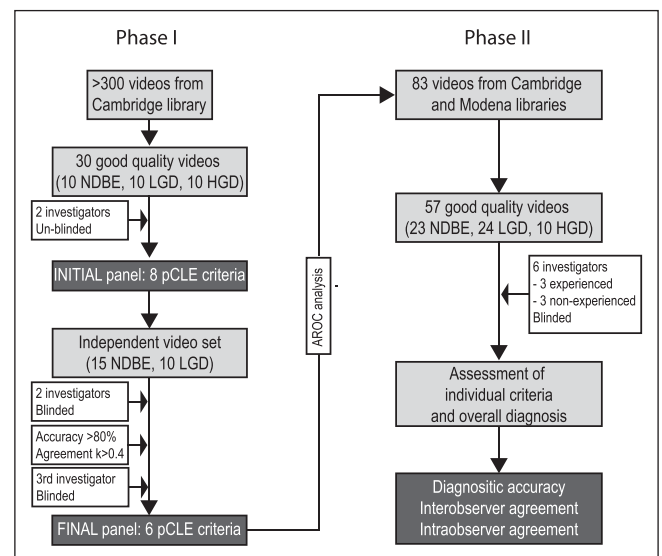 Phase I
>300 videos from
Cambridge library
30 good quality videos
(10 NDBE, 10 LGD, 10 HGD)
2 investigators
Un-blinded
INITIAL panel: 8 pCLE criteria
Independent video set
(15 NDBE, 10 LGD)
2 investigators
Blinded
Accuracy >80%
Agreement k>0.4
3rd investigator
Blinded
FINAL panel: 6 pCLE criteria
AROC analysis
Phase II
83 videos from Cambridge
and Modena libraries
57 good quality videos
(23 NDBE, 24 LGD, 10 HGD)
6 investigators
- 3 experienced
- 3 non-experienced
Blinded
Assessment of
individual criteria
and overall diagnosis
Diagnositic accuracy
Interobserver agreement
Intraobserver agreement